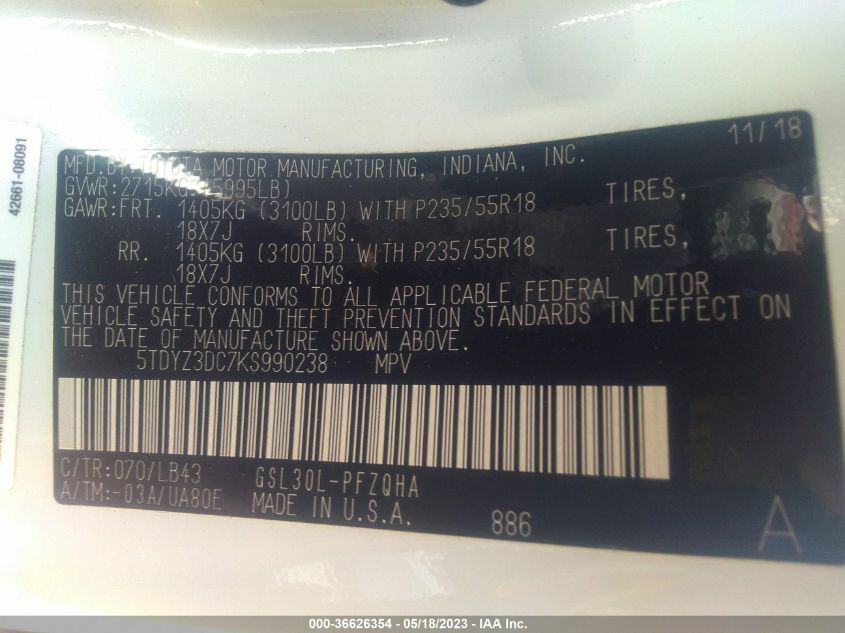 42661-08091
11/18
MFD.BY TOYOTA MOTOR MANUFACTURING, INDIANA, INC.
GVWR:2715KG(5995LB)
GAWR:FRT. 1405KG (3100LB) WITH P235/55R18 TIRES,
18X7J RIMS.
RR. 1405KG (3100LB) WITH P235/55R18 TIRES,
18X7J RIMS.
THIS VEHICLE CONFORMS TO ALL APPLICABLE FEDERAL MOTOR
VEHICLE SAFETY AND THEFT PREVENTION STANDARDS IN EFFECT ON
THE DATE OF MANUFACTURE SHOWN ABOVE.
5TDYZ3DC7KS990238 MPV
C/TR:070/LB43 GSL30L-PFZQHA
A/TM:-03A/UA80E MADE IN U.S.A. 886
A
000-36626354 - 05/18/2023 - IAA Inc.